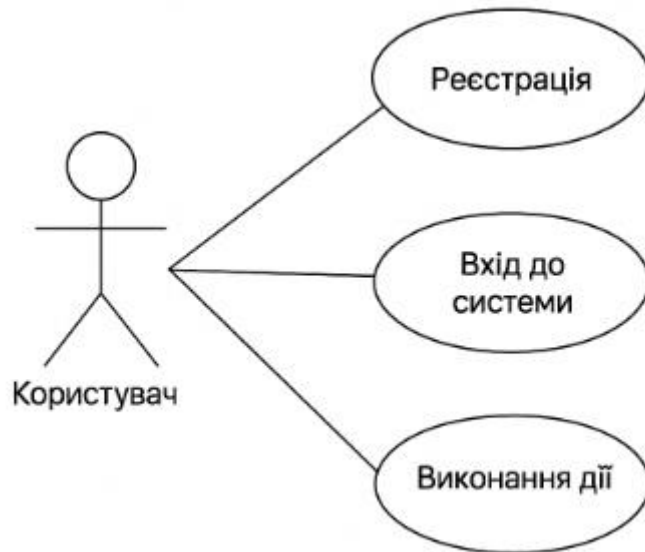 Реєстрація
Вхід до
системи
Користувач
Виконання дії